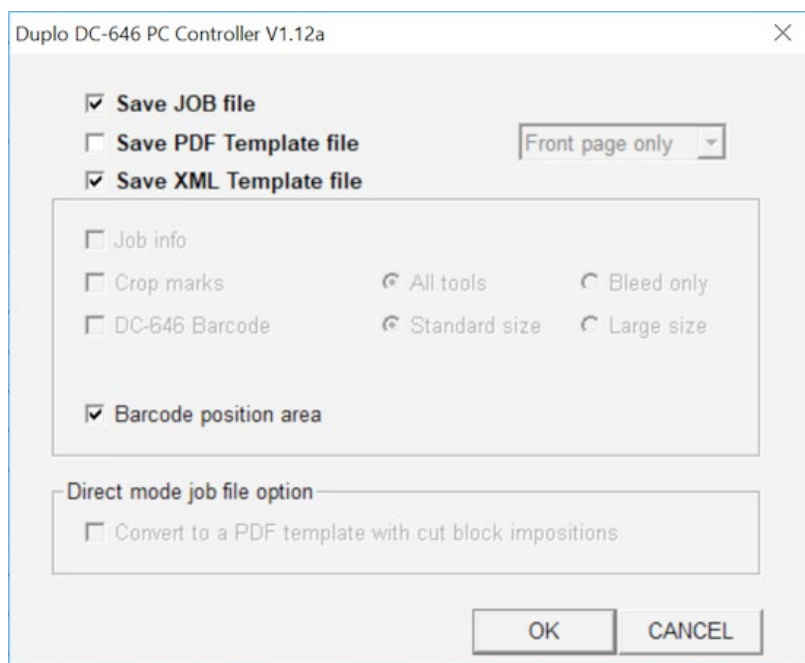 Duplo DC-646 PC Controller V1.12a
Save JOB file
Save PDF Template file Front page only
Save XML Template file
Job info
Crop marks All tools Bleed only
DC-646 Barcode Standard size Large size
Barcode position area
Direct mode job file option
Convert to a PDF template with cut block impositions
OK CANCEL